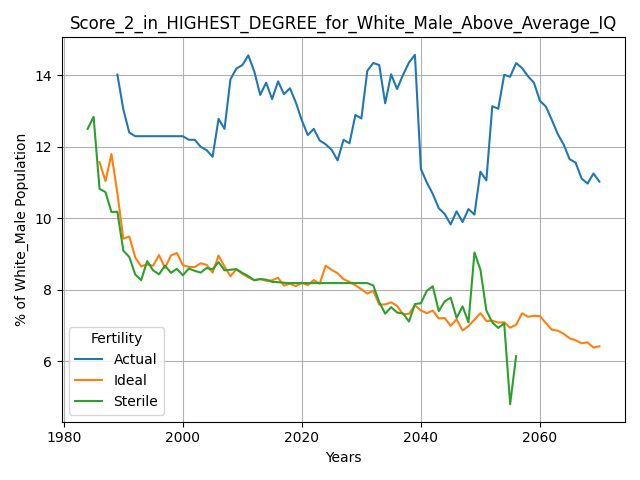 Score_2_in_HIGHEST_DEGREE_for_White_Male_Above_Average_IQ
% of White_Male Population
14
12
10
8
6
Fertility
Actual
Ideal
Sterile
1980
2000
2020
2040
2060
Years